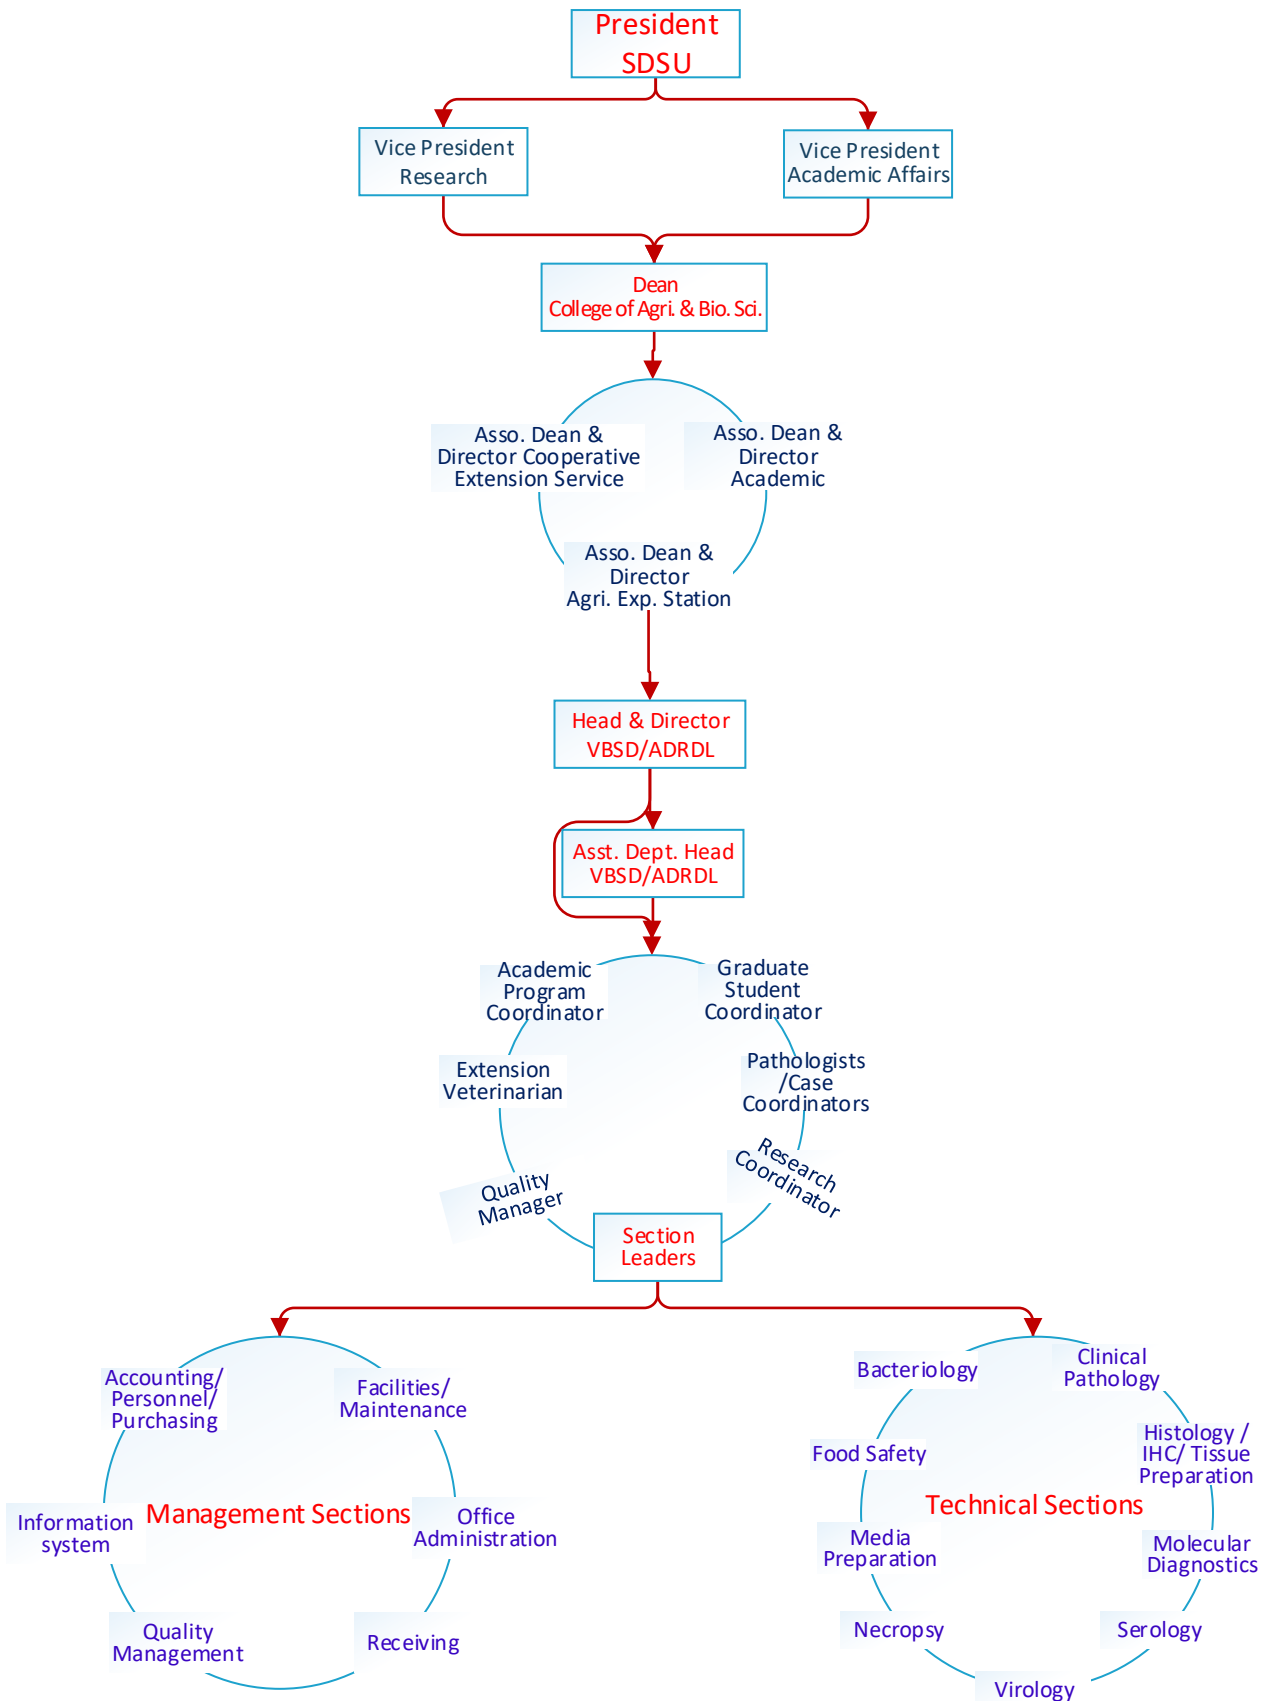 President
SDSU
Vice President
Research
Vice President
Academic Affairs
Dean
College of Agri. & Bio. Sci.
Asso. Dean &
Director Cooperative
Extension Service
Asso. Dean &
Director
Academic
Asso. Dean &
Director
Agri. Exp. Station
Head & Director
VBSD/ADRDL
Asst. Dept. Head
VBSD/ADRDL
Academic
Program
Coordinator
Graduate
Student
Coordinator
Extension
Veterinarian
Pathologists
/Case
Coordinators
Quality
Manager
Research
Coordinator
Section
Leaders
Accounting/
Personnel/
Purchasing
Facilities/
Maintenance
Information
system
Management Sections
Office
Administration
Quality
Management
Receiving
Bacteriology
Clinical
Pathology
Food Safety
Histology /
IHC/ Tissue
Preparation
Technical Sections
Media
Preparation
Molecular
Diagnostics
Necropsy
Serology
Virology